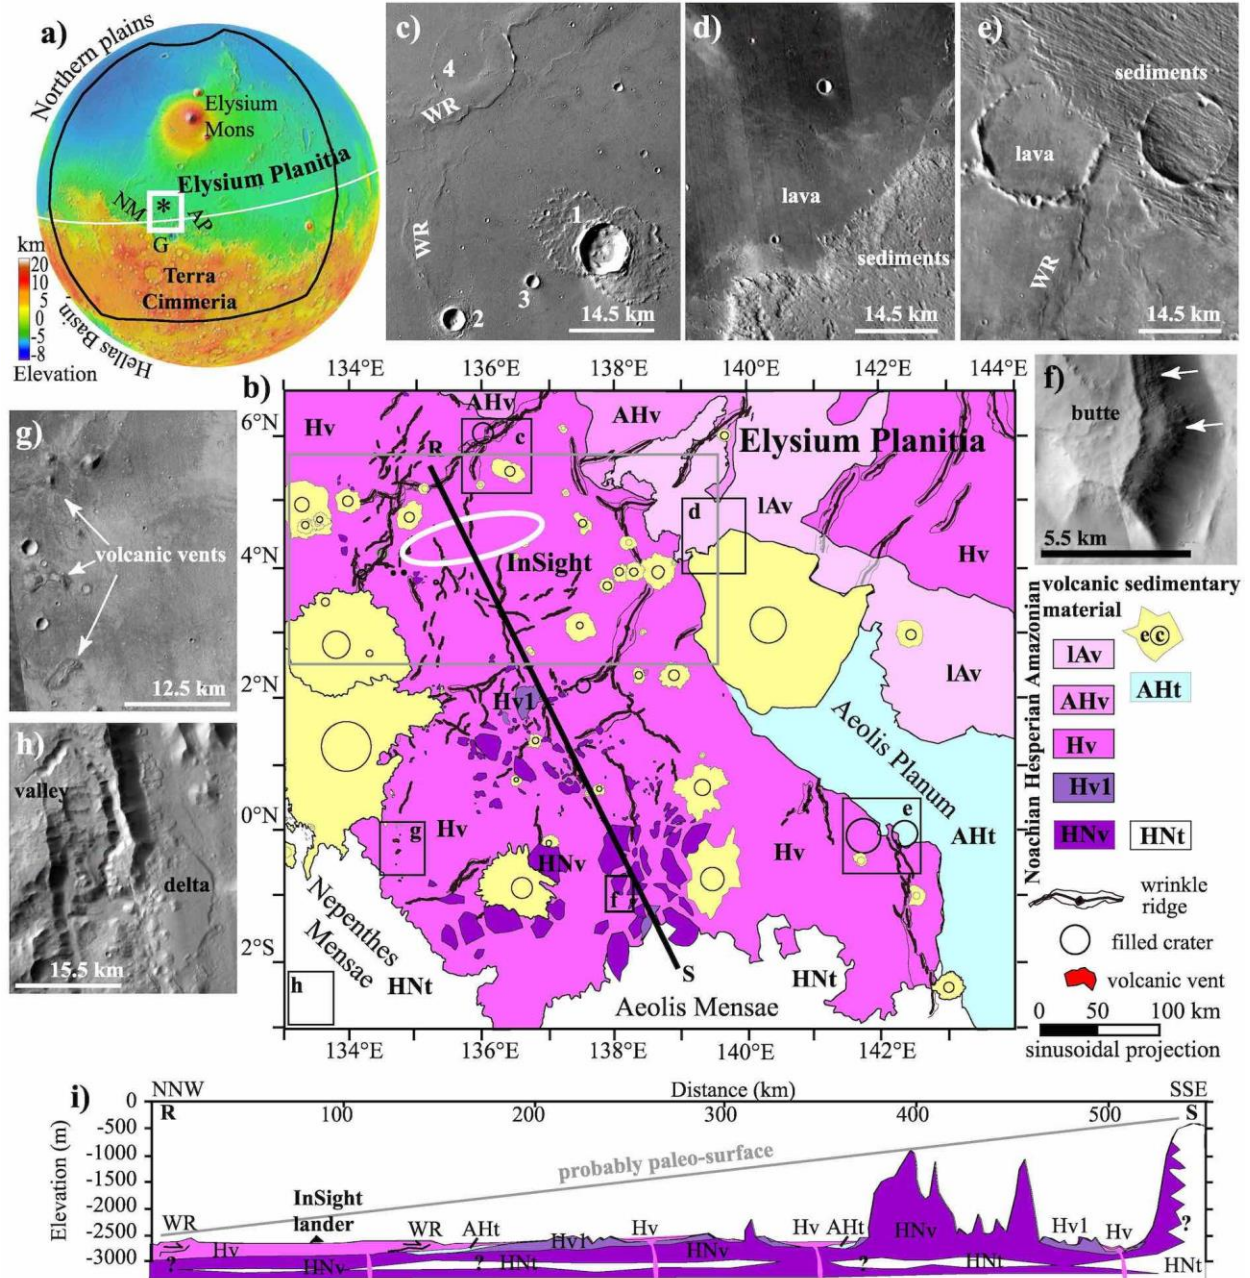 a)
Northern plains
Elysium
Mons
Elysium Planitia
NM
*
AP
G
Terra
Cimmeria
Hellas Basin
km
20
10
5
0
-5
-8
Elevation
c)
4
WR
WR
1
3
2
14.5 km
d)
lava
sediments
14.5 km
e)
sediments
lava
WR
14.5 km
b)
134°E
136°E
138°E
140°E
142°E
144°E
6°N
4°N
2°N
0°N
2°S
Hv
AHv
c
R
AHv
Elysium Planitia
lAv
d
Hv
InSight
lAv
Hv1
Aeolis Planum
AHt
g
Hv
HNv
f
Hv
e
Nepenthes
Mensae
HNt
h
S
HNt
Aeolis Mensae
134°E
136°E
138°E
140°E
142°E
f)
butte
5.5 km
g)
volcanic vents
12.5 km
h)
valley
delta
15.5 km
volcanic sedimentary
material
Noachian Hesperian Amazonian
e c
lAv
AHt
AHv
Hv
Hv1
HNv
HNt
wrinkle
ridge
filled crater
volcanic vent
0 50 100 km
sinusoidal projection
i)
NNW
Distance (km)
SSE
R
100
200
300
400
500
S
Elevation (m)
0
-500
-1000
-1500
-2000
-2500
-3000
probably paleo-surface
WR
InSight
lander
WR
AHt
Hv1
Hv
Hv
AHt
HNv
Hv1
Hv
?
Hv
?
HNv
?
HNt
HNv
?
HNt
HNt